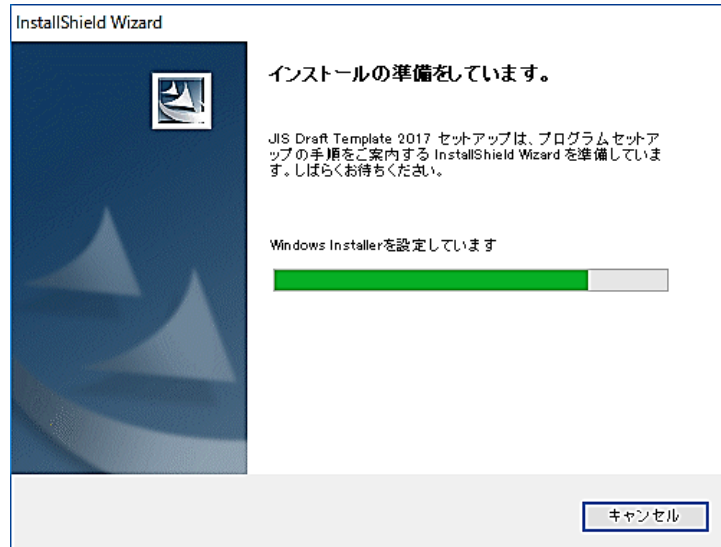 InstallShield Wizard
インストールの準備をしています。
JIS Draft Template 2017 セットアップは、プログラムセットア
ップの手順をご案内する InstallShield Wizard を準備していま
す。しばらくお待ちください。
Windows Installerを設定しています
キャンセル